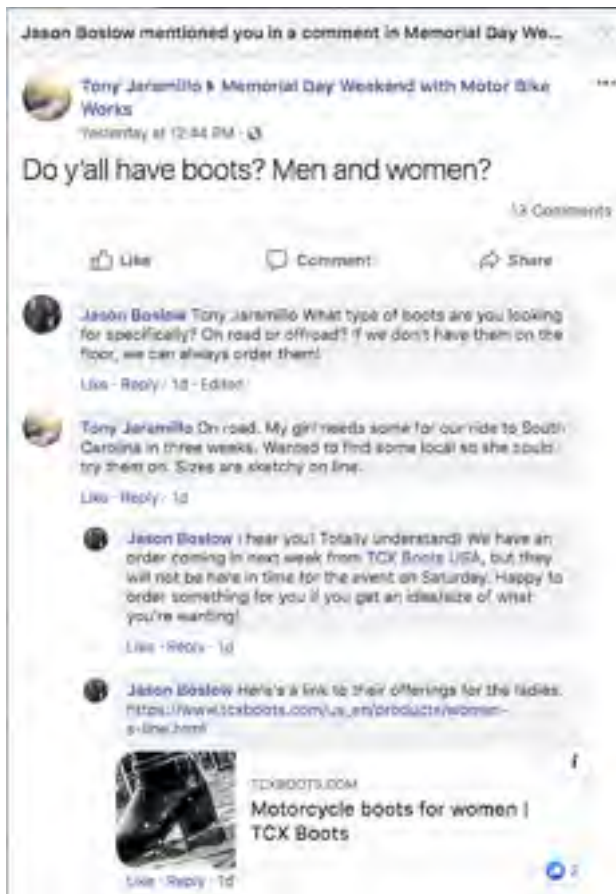 Jason Boslow mentioned you in a comment in Memorial Day We...
Tony Jaramillo ▸ Memorial Day Weekend with Motor Bike
Works
Yesterday at 12:44 PM ·
Do y'all have boots? Men and women?
13 Comments
Like Comment Share
Jason Boslow Tony Jaramillo What type of boots are you looking
for specifically? On road or offroad? If we don't have them on the
floor, we can always order them!
Like · Reply · 1d · Edited
Tony Jaramillo On road. My girl needs some for our ride to South
Carolina in three weeks. Wanted to find some local so she could
try them on. Sizes are sketchy on line.
Like · Reply · 1d
Jason Boslow I hear you! Totally understand! We have an
order coming in next week from TCX Boots USA, but they
will not be here in time for the event on Saturday. Happy to
order something for you if you get an idea/size of what
you're wanting!
Like · Reply · 1d
Jason Boslow Here's a link to their offerings for the ladies.
https://www.tcxboots.com/us_en/products/women-
s-line.html
TCXBOOTS.COM
Motorcycle boots for women |
TCX Boots
i
2
Like · Reply · 1d